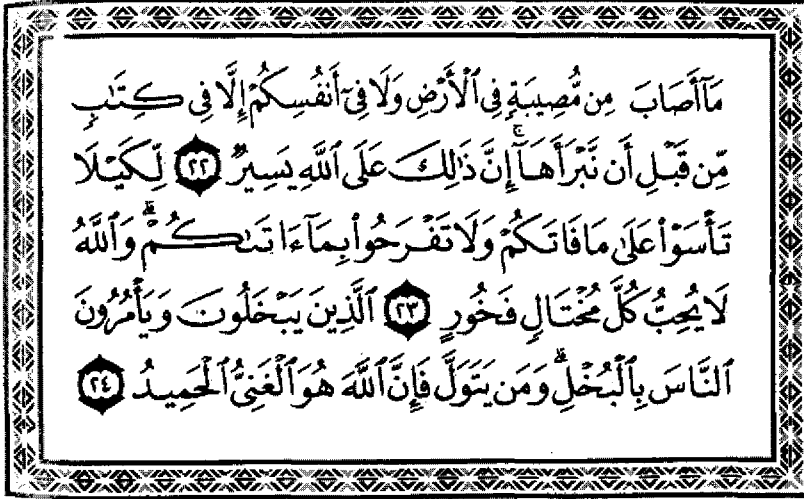 مَآ أَصَابَ مِن مُّصِيبَةٍ فِى ٱلْأَرْضِ وَلَا فِىٓ أَنفُسِكُمْ إِلَّا فِى كِتَٰبٍ
مِّن قَبْلِ أَن نَّبْرَأَهَآ ۚ إِنَّ ذَٰلِكَ عَلَى ٱللَّهِ يَسِيرٌ ٢٢ لِّكَيْلَا
تَأْسَوْا۟ عَلَىٰ مَا فَاتَكُمْ وَلَا تَفْرَحُوا۟ بِمَآ ءَاتَىٰكُمْ ۗ وَٱللَّهُ
لَا يُحِبُّ كُلَّ مُخْتَالٍ فَخُورٍ ٢٣ ٱلَّذِينَ يَبْخَلُونَ وَيَأْمُرُونَ
ٱلنَّاسَ بِٱلْبُخْلِ ۗ وَمَن يَتَوَلَّ فَإِنَّ ٱللَّهَ هُوَ ٱلْغَنِىُّ ٱلْحَمِيدُ ٢٤